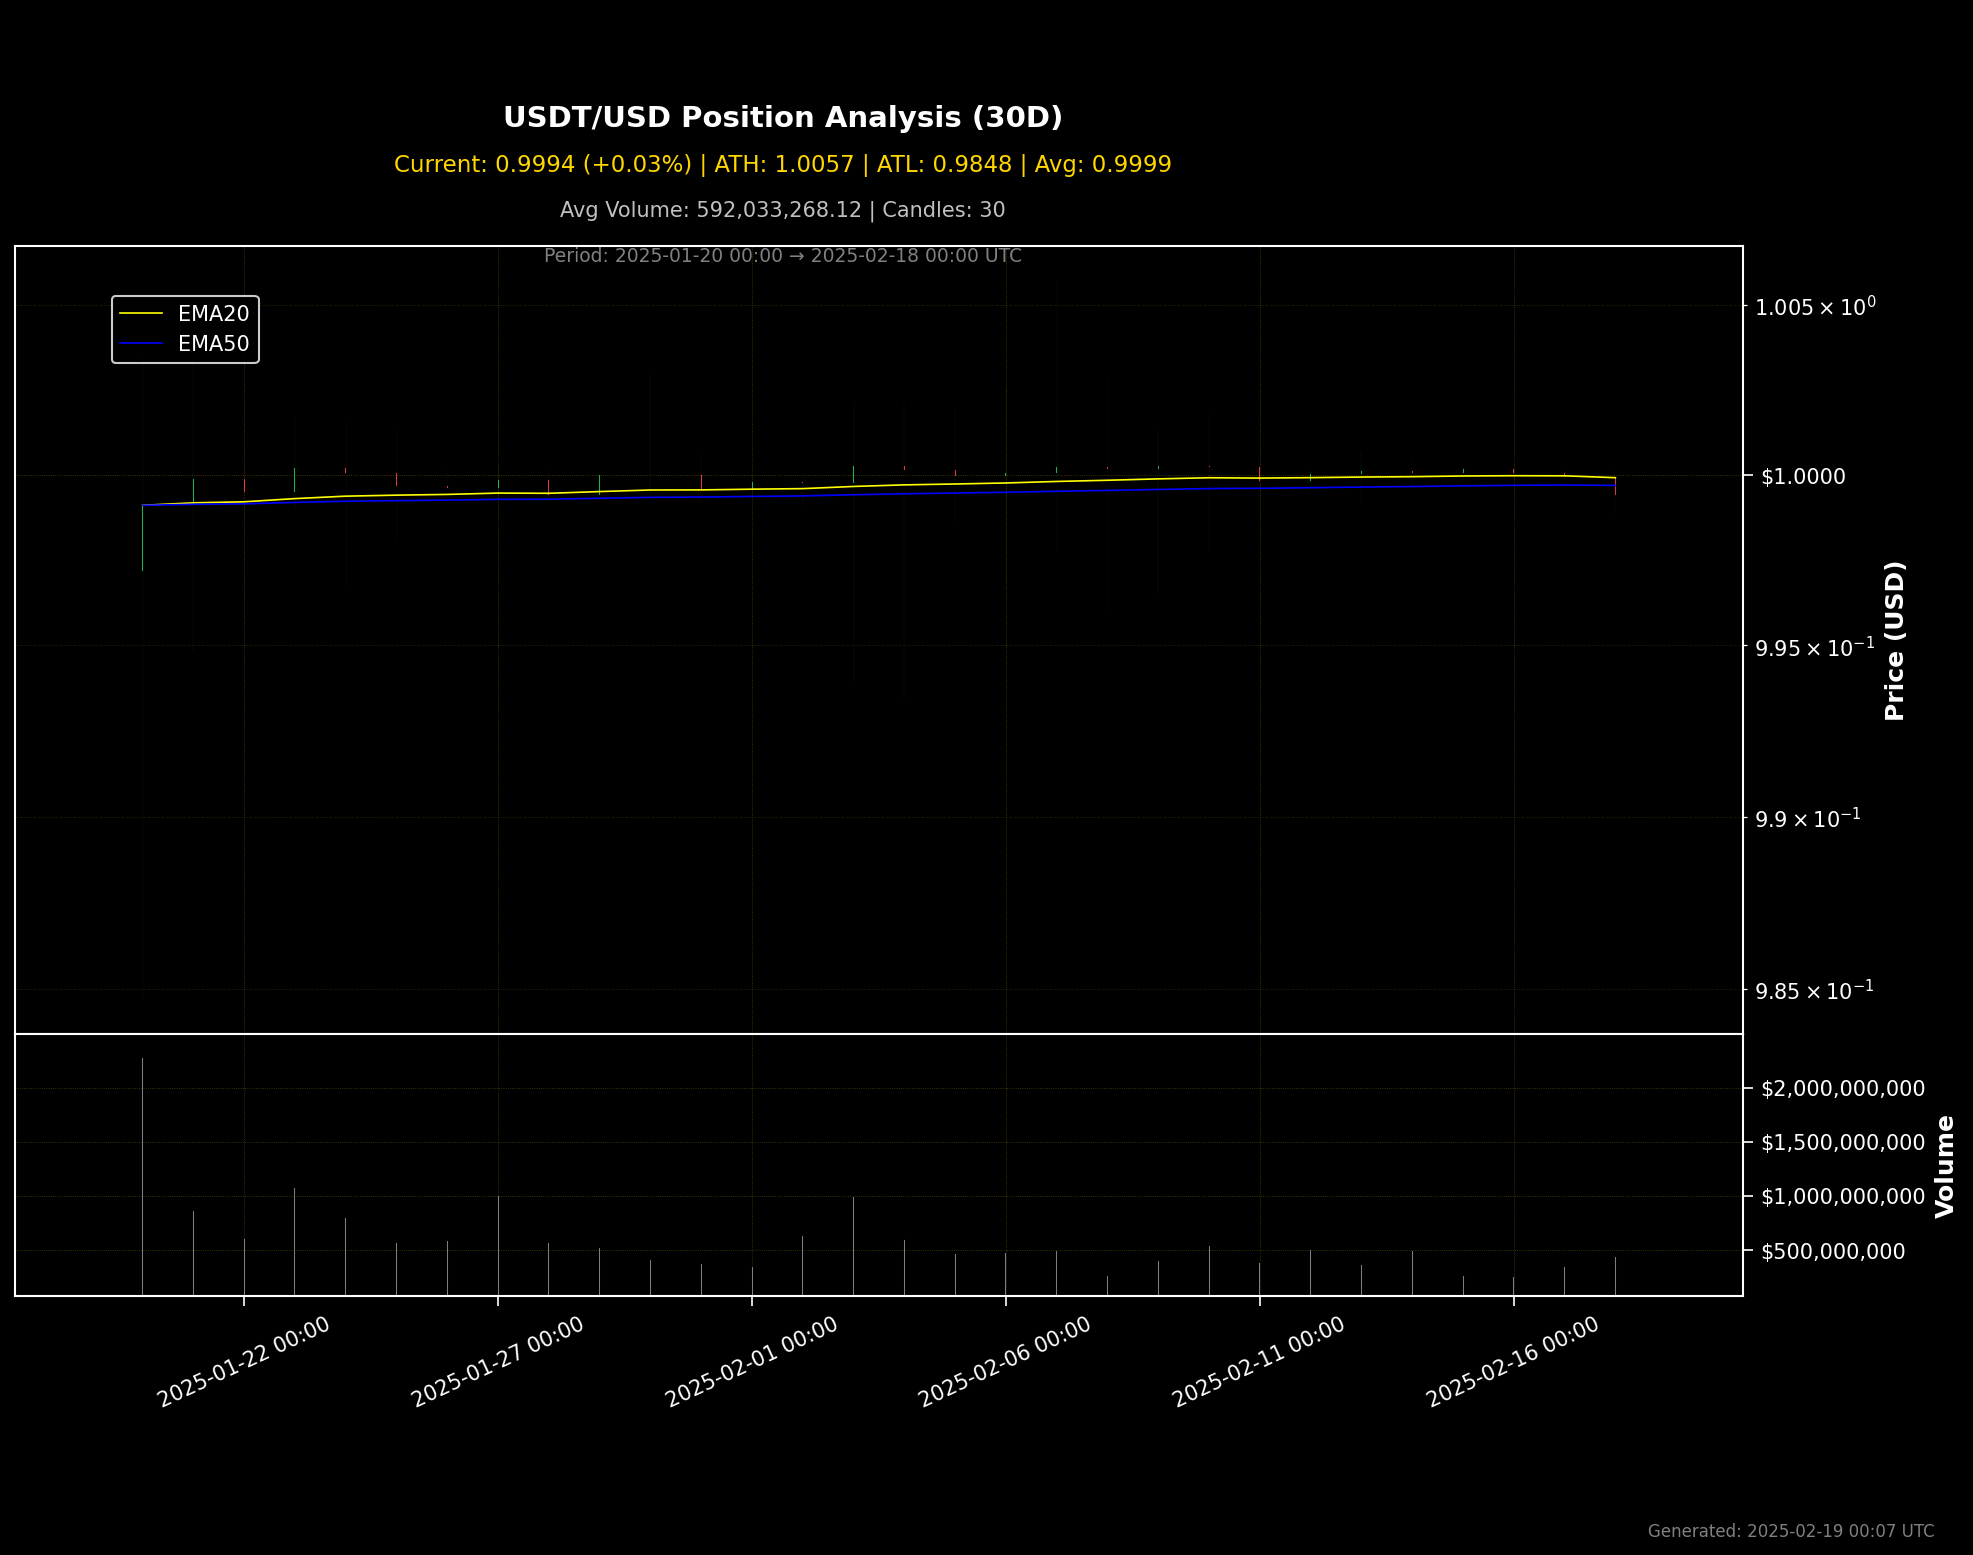 USDT/USD Position Analysis (30D)
Current: 0.9994 (+0.03%) | ATH: 1.0057 | ATL: 0.9848 | Avg: 0.9999
Avg Volume: 592,033,268.12 | Candles: 30
Period: 2025-01-20 00:00 → 2025-02-18 00:00 UTC
EMA20
EMA50
1.005 × 10⁰
$1.0000
9.95 × 10⁻¹
9.9 × 10⁻¹
9.85 × 10⁻¹
Price (USD)
$2,000,000,000
$1,500,000,000
$1,000,000,000
$500,000,000
Volume
2025-01-22 00:00
2025-01-27 00:00
2025-02-01 00:00
2025-02-06 00:00
2025-02-11 00:00
2025-02-16 00:00
Generated: 2025-02-19 00:07 UTC